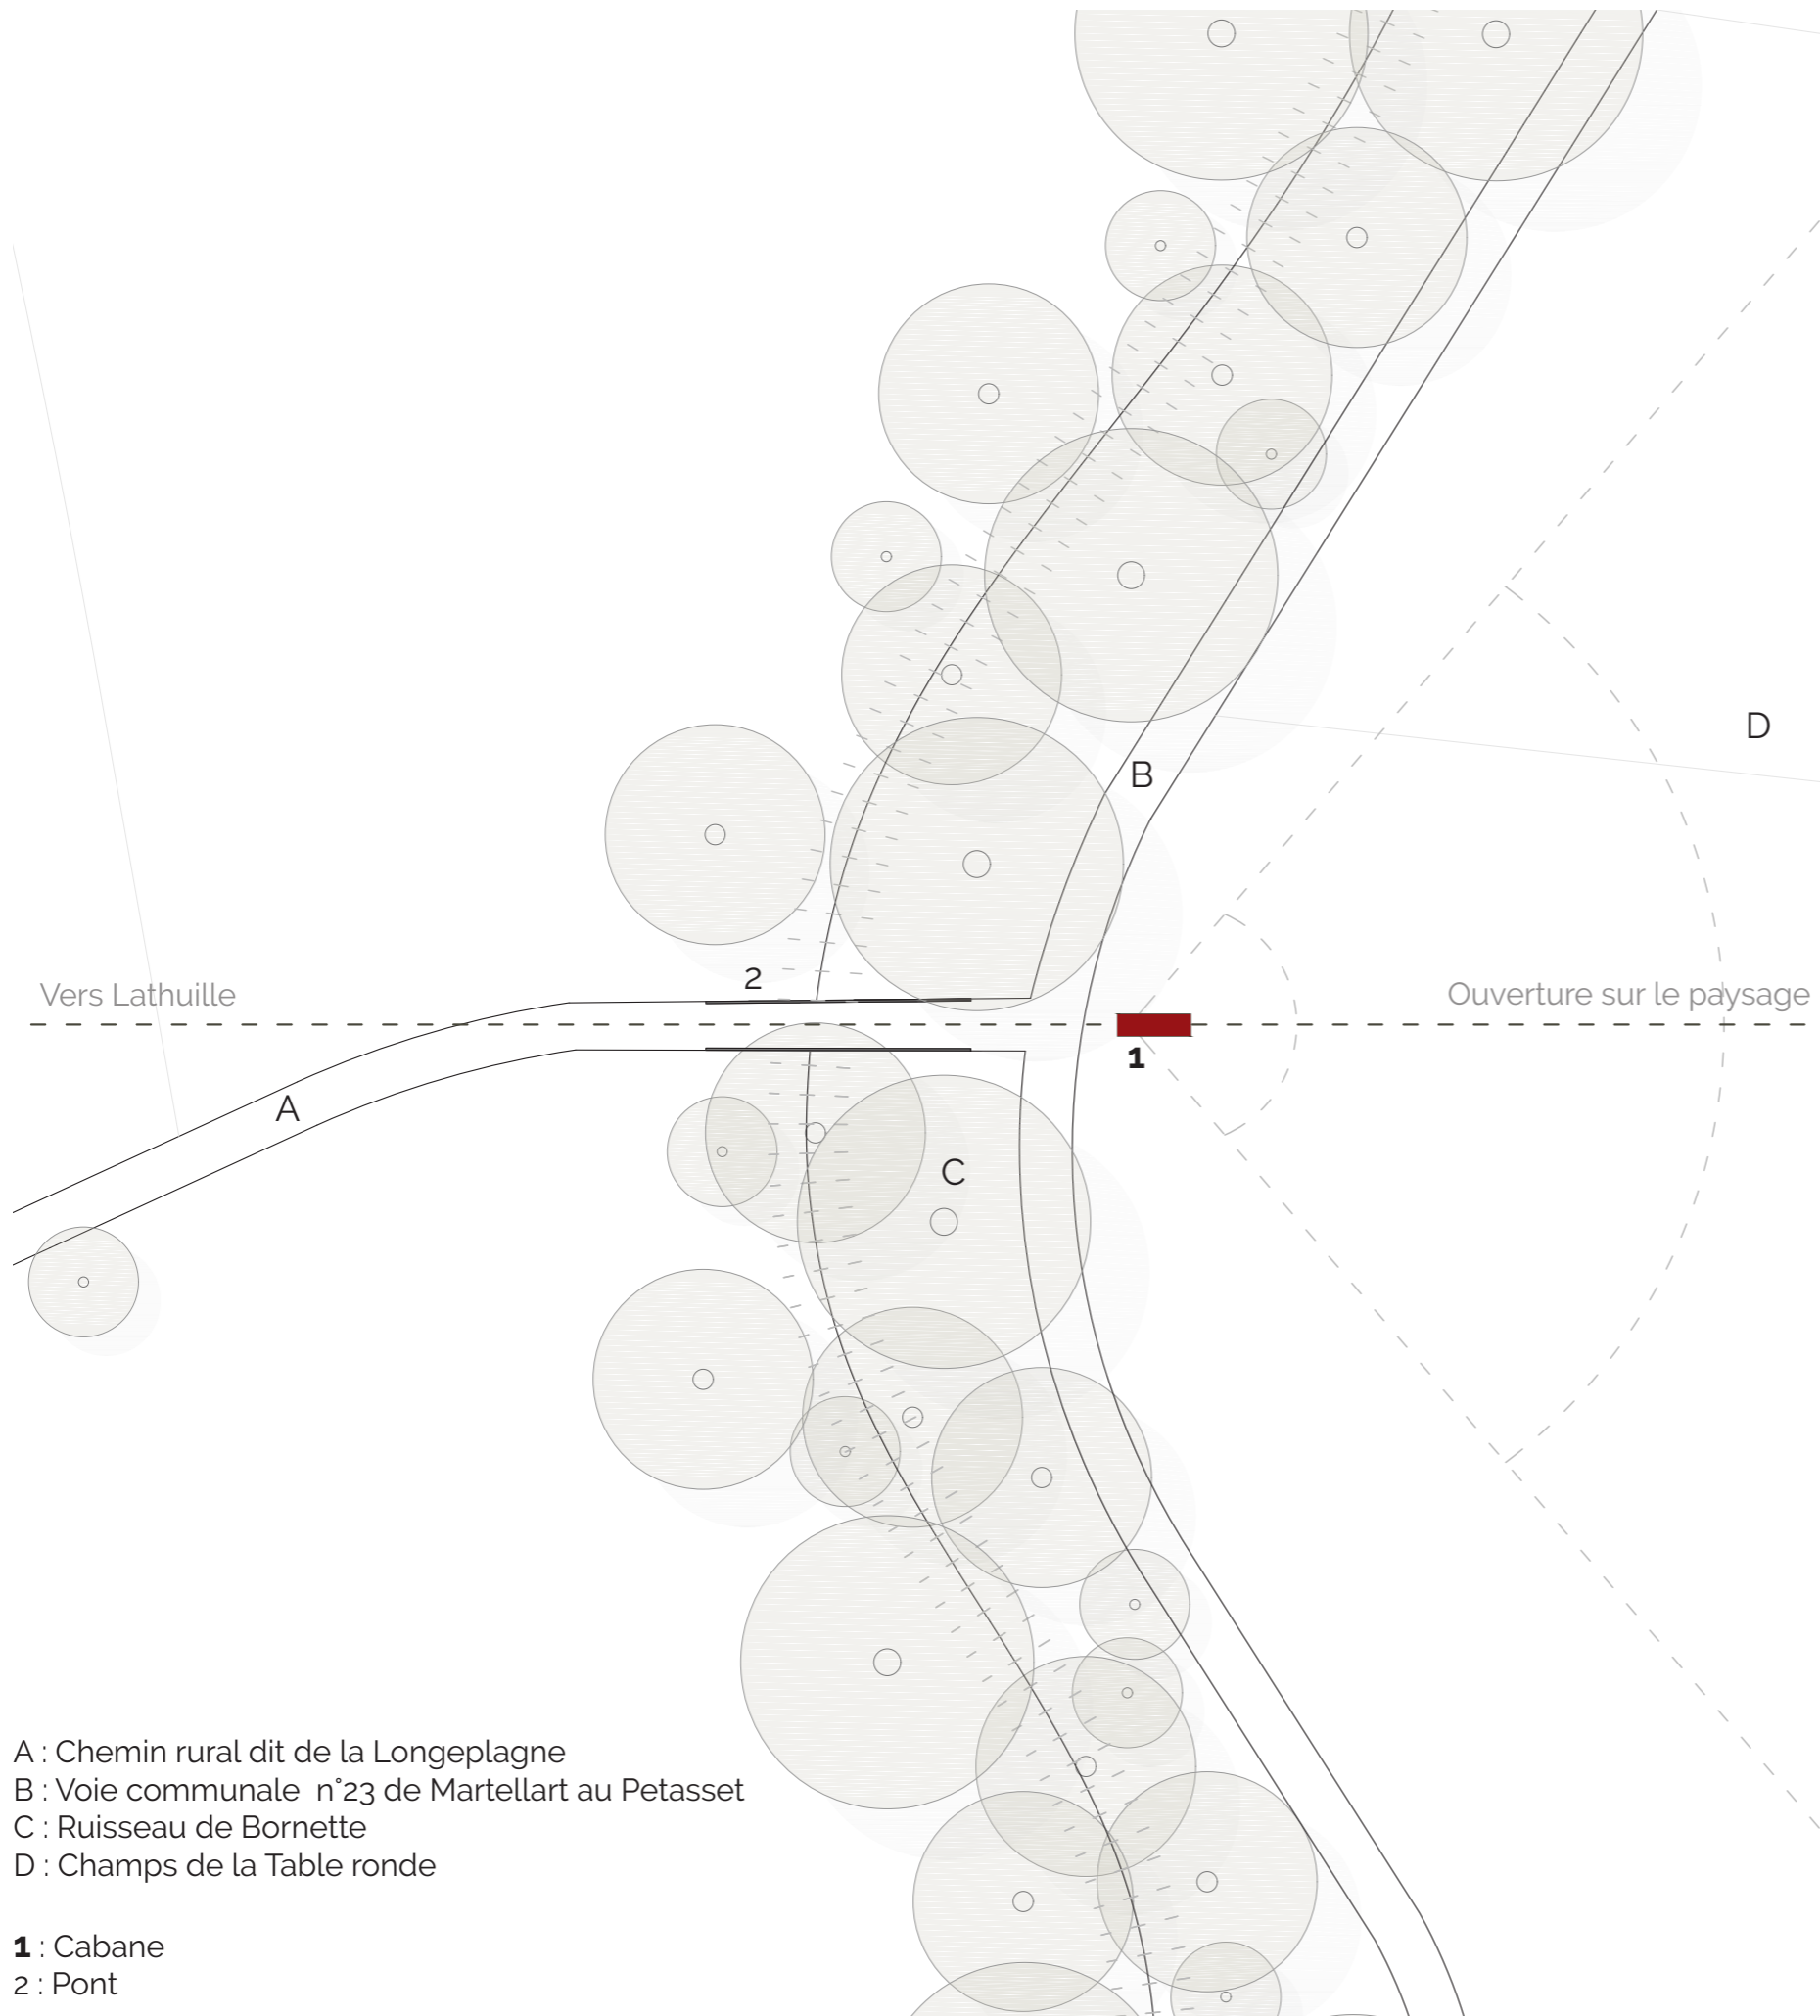 D
B
2
Vers Lathuille
Ouverture sur le paysage
1
A
C
A : Chemin rural dit de la Longeplagne
B : Voie communale n°23 de Martellart au Petasset
C : Ruisseau de Bornette
D : Champs de la Table ronde
1 : Cabane
2 : Pont